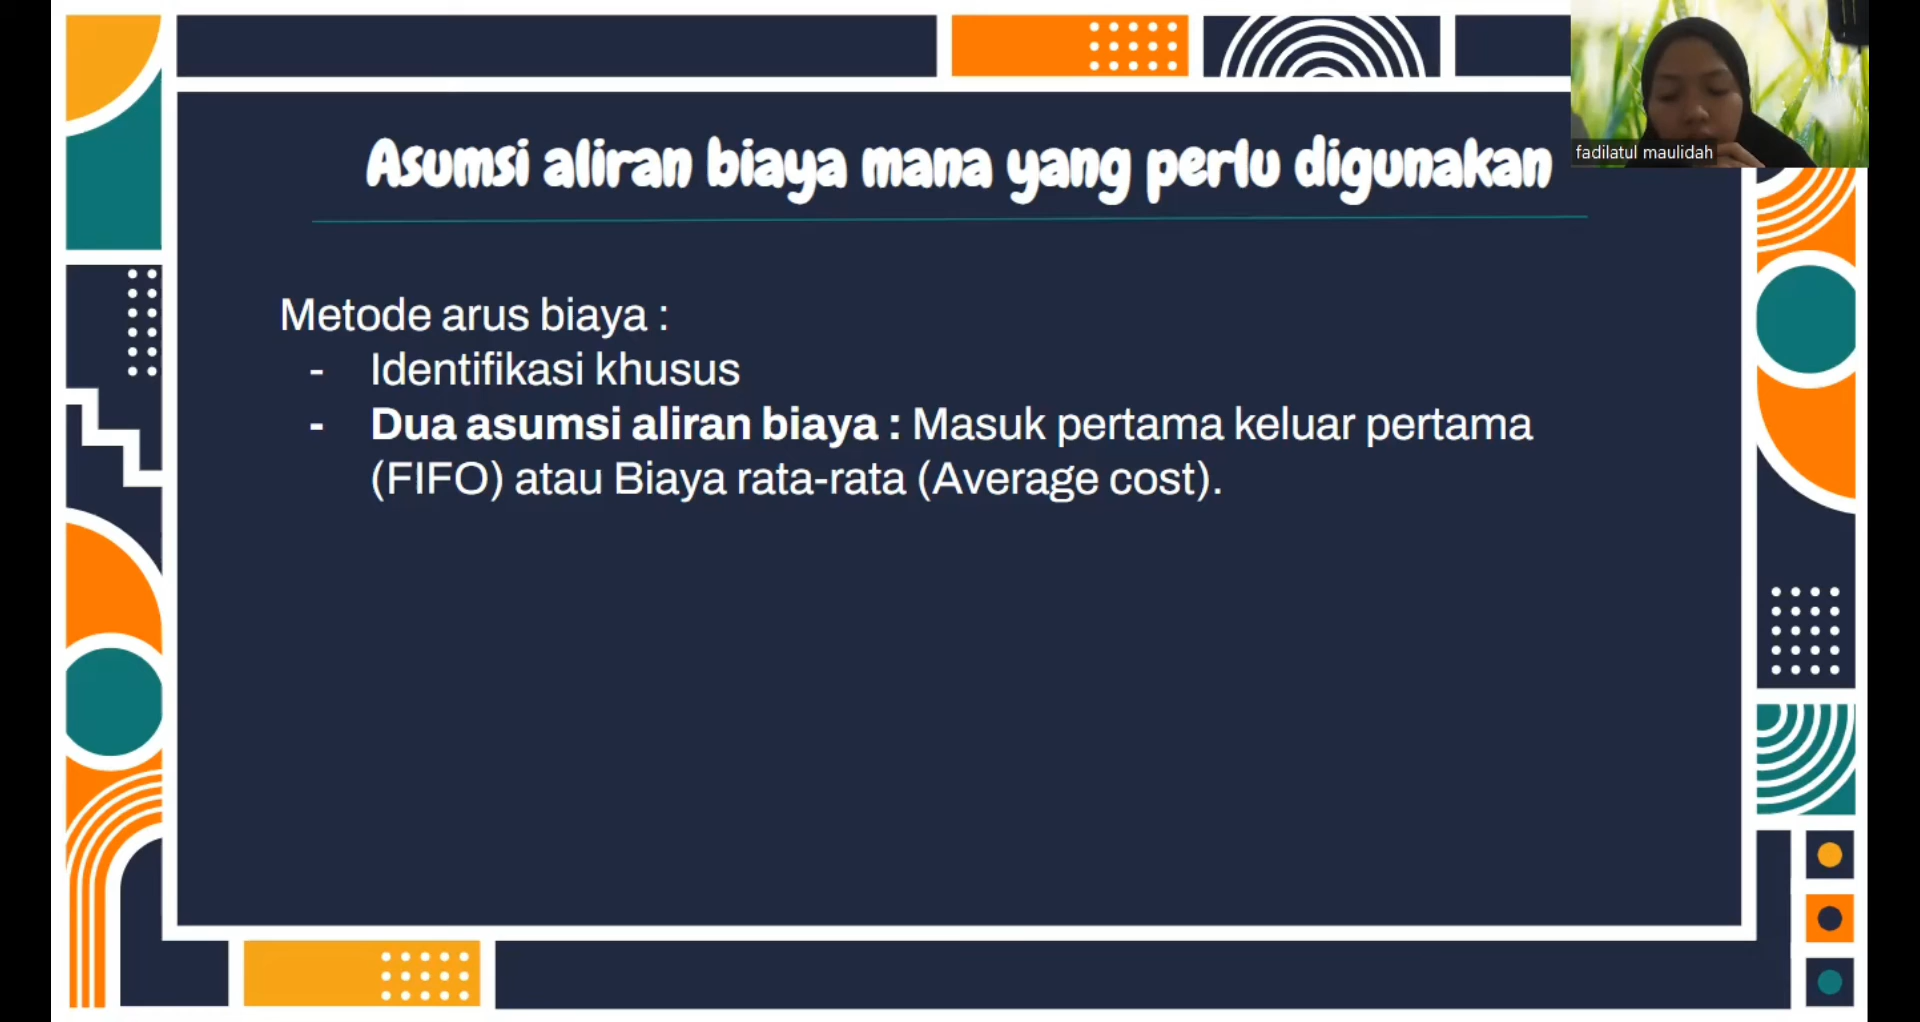 Asumsi aliran biaya mana yang perlu digunakan
fadilatul maulidah
Metode arus biaya :
- Identifikasi khusus
- Dua asumsi aliran biaya : Masuk pertama keluar pertama
(FIFO) atau Biaya rata-rata (Average cost).